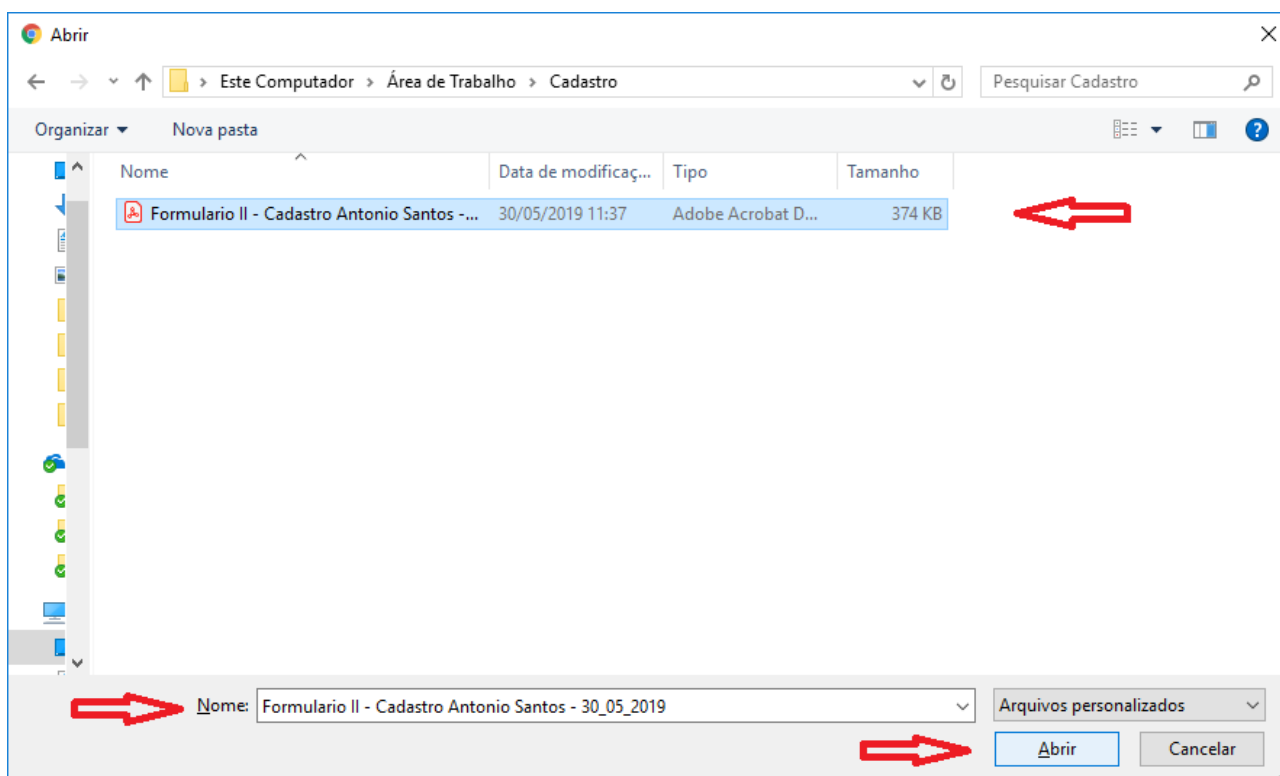 Abrir
Este Computador > Área de Trabalho > Cadastro
Pesquisar Cadastro
Organizar Nova pasta
Nome Data de modificaç... Tipo Tamanho
Formulario II - Cadastro Antonio Santos -... 30/05/2019 11:37 Adobe Acrobat D... 374 KB
Nome: Formulario II - Cadastro Antonio Santos - 30_05_2019 Arquivos personalizados
Abrir Cancelar